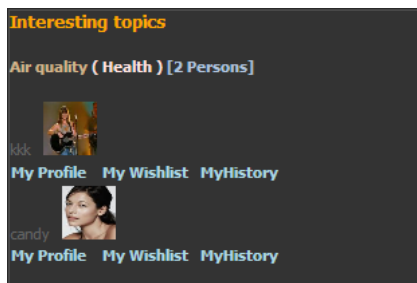 Interesting topics
Air quality ( Health ) [2 Persons]
kkk
My Profile My Wishlist MyHistory
candy
My Profile My Wishlist MyHistory